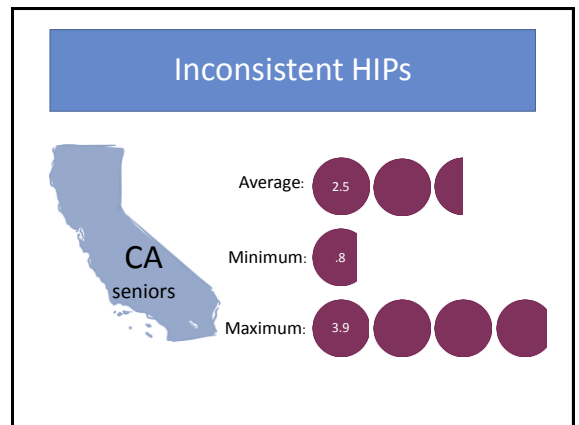 Inconsistent HIPs
CA
seniors
Average: 2.5
Minimum: .8
Maximum: 3.9